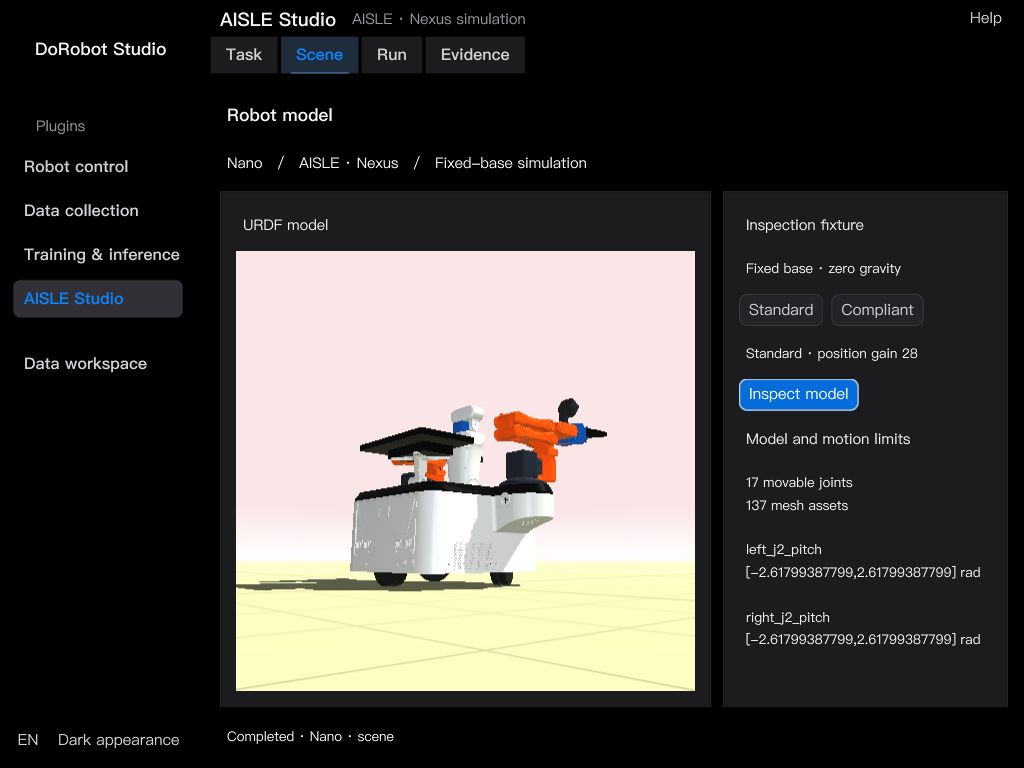 DoRobot Studio
Plugins
Robot control
Data collection
Training & inference
AISLE Studio
Data workspace
EN Dark appearance
AISLE Studio AISLE · Nexus simulation
Help
Task Scene Run Evidence
Robot model
Nano / AISLE · Nexus / Fixed-base simulation
URDF model
Inspection fixture
Fixed base · zero gravity
Standard Compliant
Standard · position gain 28
Inspect model
Model and motion limits
17 movable joints
137 mesh assets
left_j2_pitch
[-2.61799387799,2.61799387799] rad
right_j2_pitch
[-2.61799387799,2.61799387799] rad
Completed · Nano · scene